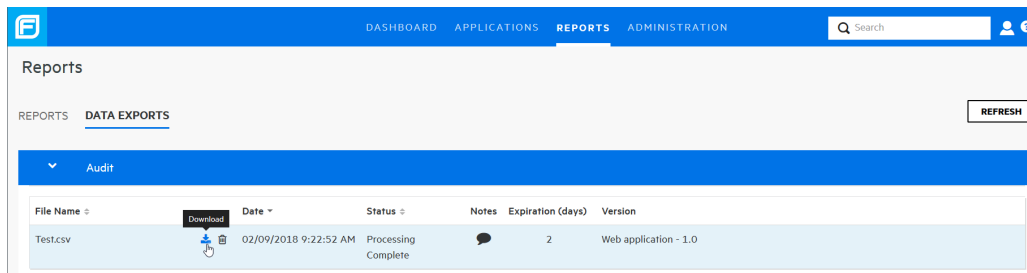 DASHBOARD APPLICATIONS REPORTS ADMINISTRATION Search
Reports
REPORTS DATA EXPORTS REFRESH
Audit
Download
File Name Date Status Notes Expiration (days) Version
Test.csv 02/09/2018 9:22:52 AM Processing 2 Web application - 1.0
Complete